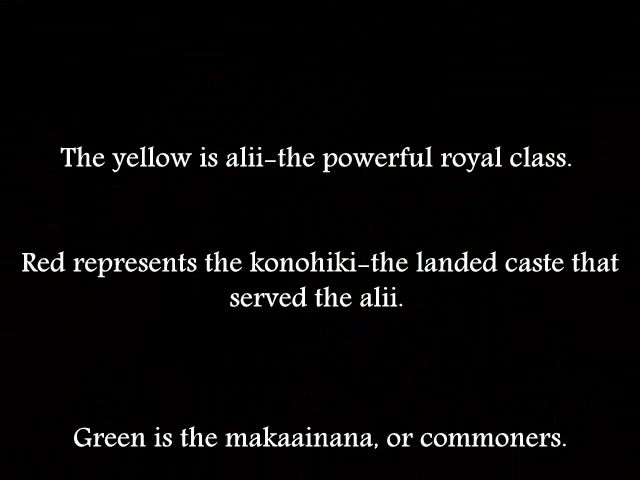 The yellow is alii-the powerful royal class.
Red represents the konohiki-the landed caste that
served the alii.
Green is the makaainana, or commoners.